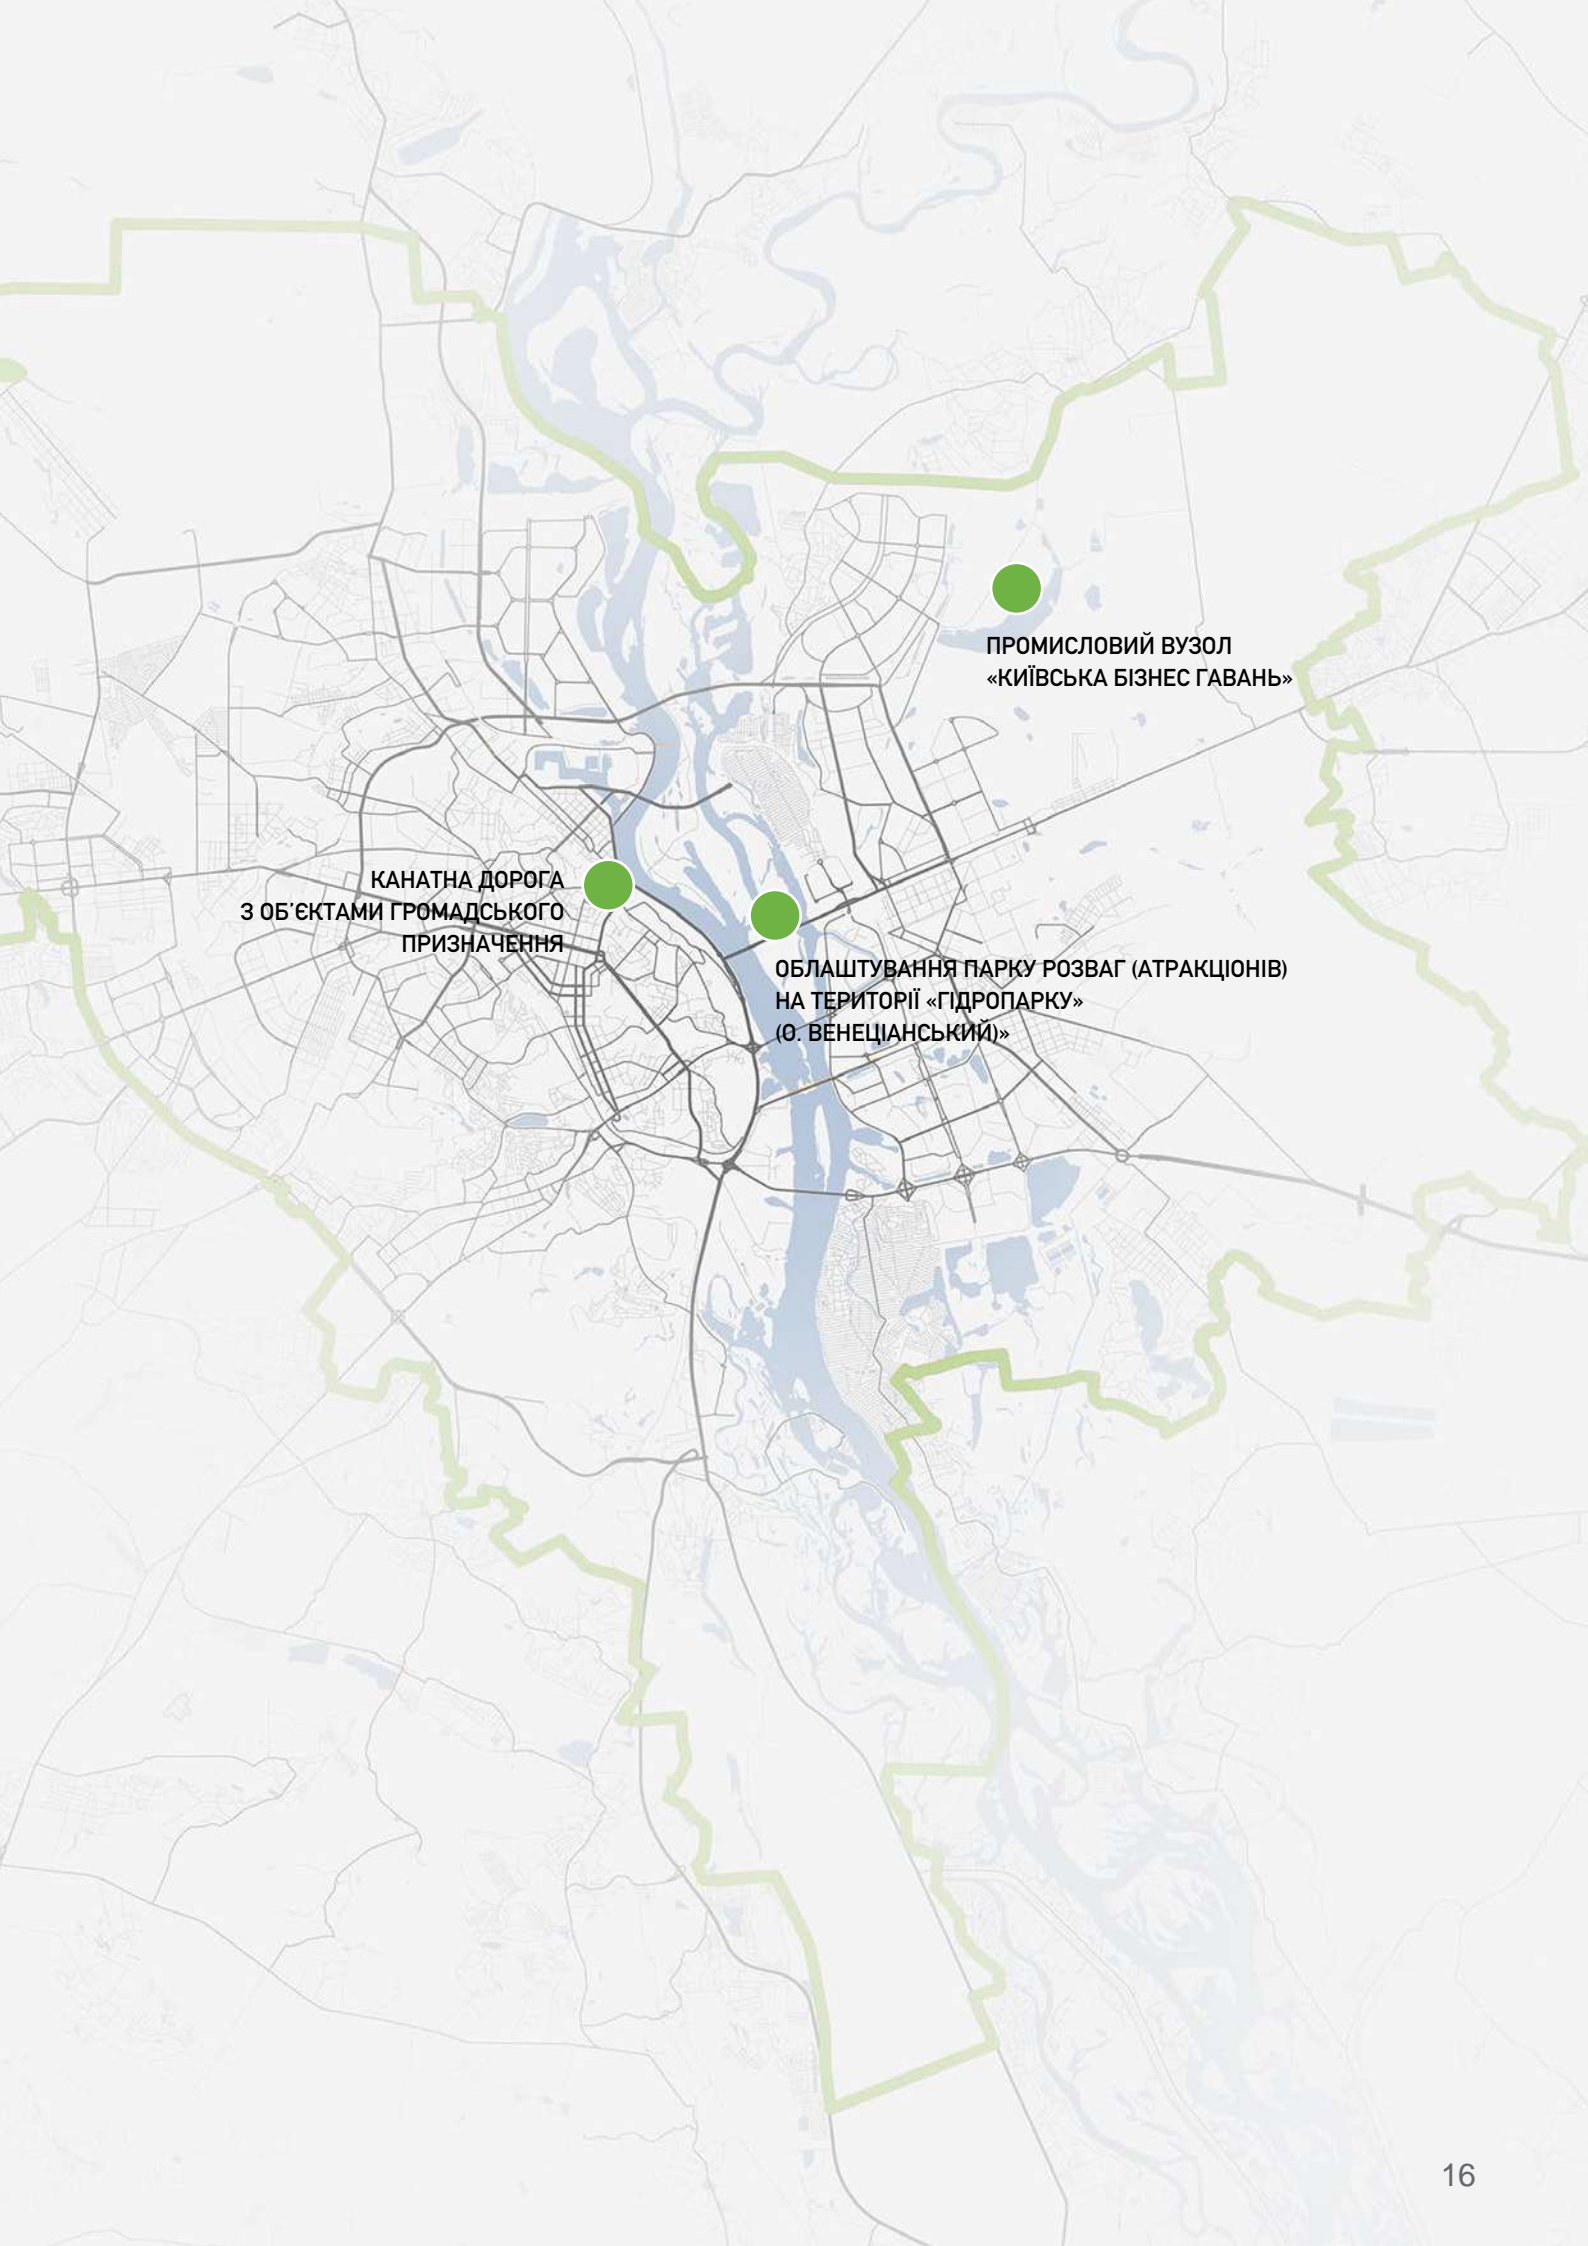 ПРОМИСЛОВИЙ ВУЗОЛ
«КИЇВСЬКА БІЗНЕС ГАВАНЬ»
КАНАТНА ДОРОГА
З ОБ’ЄКТАМИ ГРОМАДСЬКОГО
ПРИЗНАЧЕННЯ
ОБЛАШТУВАННЯ ПАРКУ РОЗВАГ (АТРАКЦІОНІВ)
НА ТЕРИТОРІЇ «ГІДРОПАРКУ»
(О. ВЕНЕЦІАНСЬКИЙ)»
16